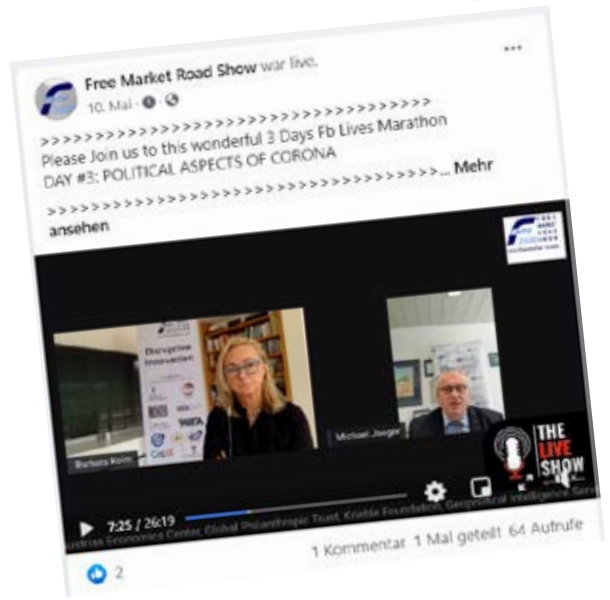 Free Market Road Show war live.
10. Mai
>>>>>>>>>>>>>>>>>>>>>>>>>>>>>>>>>>>>
Please Join us to this wonderful 3 Days Fb Lives Marathon
DAY #3: POLITICAL ASPECTS OF CORONA
>>>>>>>>>>>>>>>>>>>>>>>>>>>>>>>>>>>>... Mehr
ansehen
Disruptive
Innovation
Barbara Kolm
Michael Jaeger
THE
LIVE
SHOW
7:25 / 26:19
Economics Center, Global Philanthropic Trust, Foundation, Geopolitical Intelligence
2
1 Kommentar 1 Mal geteilt 64 Aufrufe